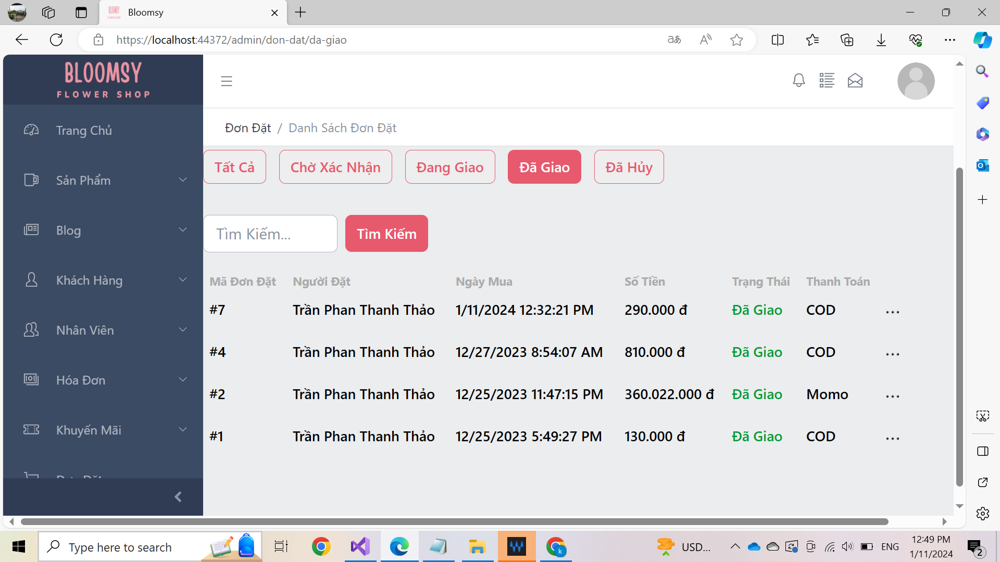 Bloomsy
https://localhost:44372/admin/don-dat/da-giao
BLOOMSY
FLOWER SHOP
Trang Chủ
Sản Phẩm
Blog
Khách Hàng
Nhân Viên
Hóa Đơn
Khuyến Mãi
Đơn Đặt / Danh Sách Đơn Đặt
Tất Cả Chờ Xác Nhận Đang Giao Đã Giao Đã Hủy
Tìm Kiếm... Tìm Kiếm
Mã Đơn Đặt Người Đặt Ngày Mua Số Tiền Trạng Thái Thanh Toán
#7 Trần Phan Thanh Thảo 1/11/2024 12:32:21 PM 290.000 đ Đã Giao COD ...
#4 Trần Phan Thanh Thảo 12/27/2023 8:54:07 AM 810.000 đ Đã Giao COD ...
#2 Trần Phan Thanh Thảo 12/25/2023 11:47:15 PM 360.022.000 đ Đã Giao Momo ...
#1 Trần Phan Thanh Thảo 12/25/2023 5:49:27 PM 130.000 đ Đã Giao COD ...
Type here to search
USD...
ENG
12:49 PM
1/11/2024
2